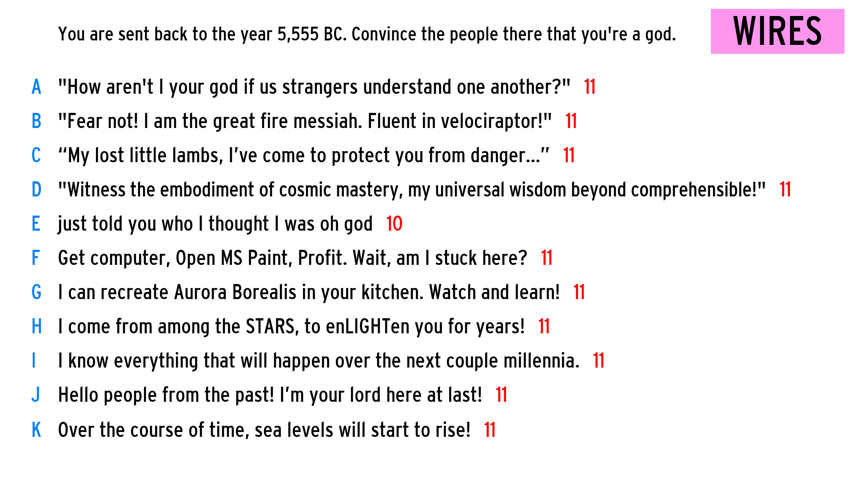 You are sent back to the year 5,555 BC. Convince the people there that you're a god.
WIRES
A "How aren't I your god if us strangers understand one another?" 11
B "Fear not! I am the great fire messiah. Fluent in velociraptor!" 11
C “My lost little lambs, I’ve come to protect you from danger...” 11
D "Witness the embodiment of cosmic mastery, my universal wisdom beyond comprehensible!" 11
E just told you who I thought I was oh god 10
F Get computer, Open MS Paint, Profit. Wait, am I stuck here? 11
G I can recreate Aurora Borealis in your kitchen. Watch and learn! 11
H I come from among the STARS, to enLIGHTen you for years! 11
I I know everything that will happen over the next couple millennia. 11
J Hello people from the past! I’m your lord here at last! 11
K Over the course of time, sea levels will start to rise! 11